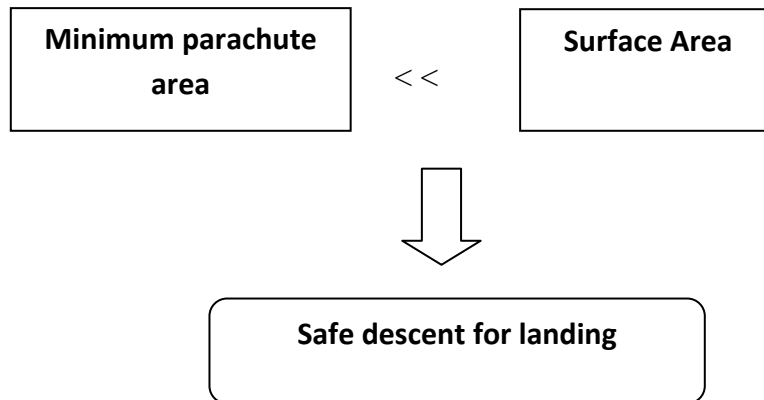 Minimum parachute
area
<<
Surface Area
Safe descent for landing